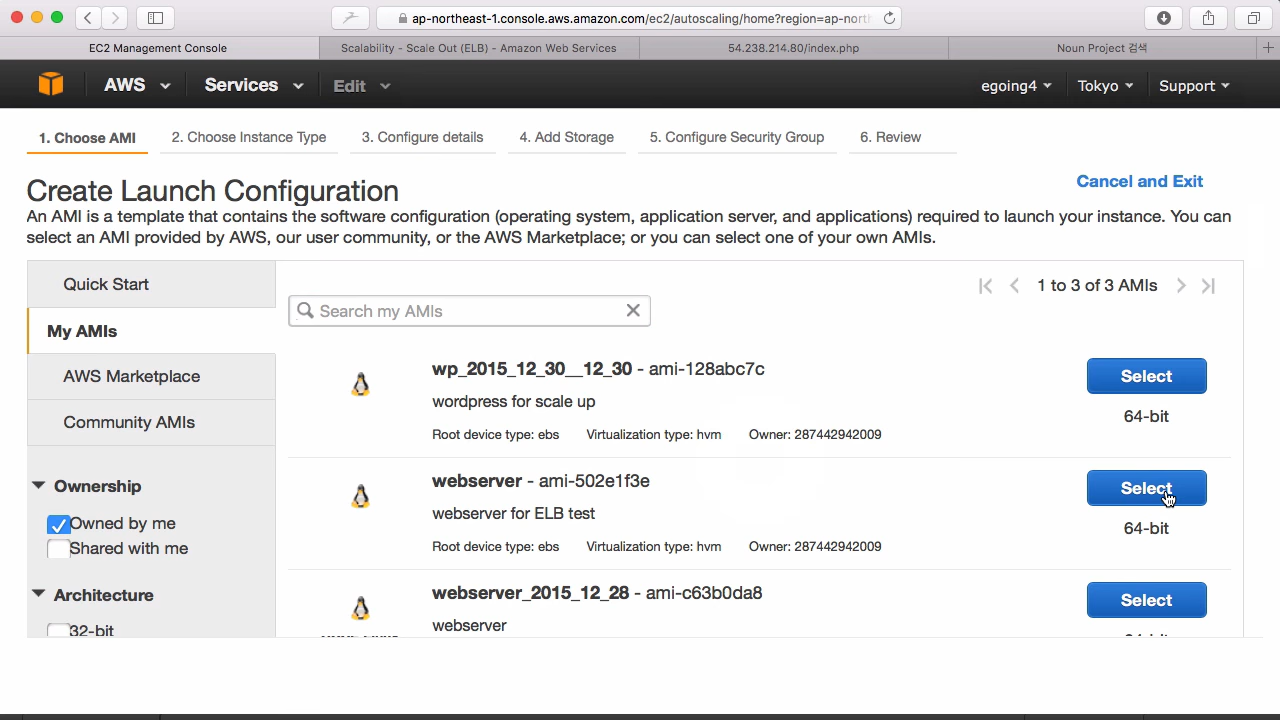 ap-northeast-1.console.aws.amazon.com/ec2/autoscaling/home?region=ap-nort
EC2 Management Console
Scalability - Scale Out (ELB) - Amazon Web Services
54.238.214.80/index.php
Noun Project 검색
AWS
Services
Edit
egoing4
Tokyo
Support
1. Choose AMI
2. Choose Instance Type
3. Configure details
4. Add Storage
5. Configure Security Group
6. Review
Create Launch Configuration
Cancel and Exit
An AMI is a template that contains the software configuration (operating system, application server, and applications) required to launch your instance. You can
select an AMI provided by AWS, our user community, or the AWS Marketplace; or you can select one of your own AMIs.
Quick Start
My AMIs
AWS Marketplace
Community AMIs
Ownership
Owned by me
Shared with me
Architecture
32-bit
1 to 3 of 3 AMIs
Search my AMIs
wp_2015_12_30__12_30 - ami-128abc7c
wordpress for scale up
Root device type: ebs Virtualization type: hvm Owner: 287442942009
Select
64-bit
webserver - ami-502e1f3e
webserver for ELB test
Root device type: ebs Virtualization type: hvm Owner: 287442942009
Select
64-bit
webserver_2015_12_28 - ami-c63b0da8
webserver
Select